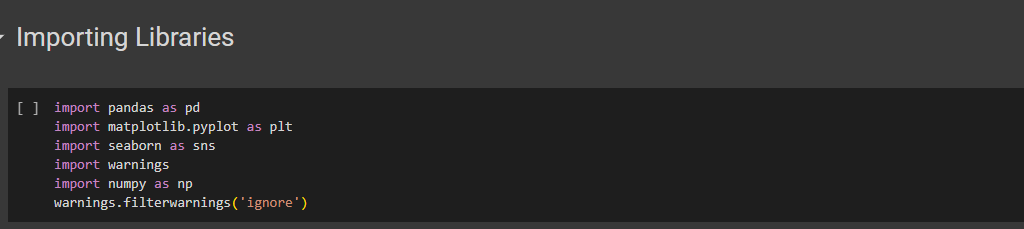 Importing Libraries
[ ] import pandas as pd
import matplotlib.pyplot as plt
import seaborn as sns
import warnings
import numpy as np
warnings.filterwarnings('ignore')